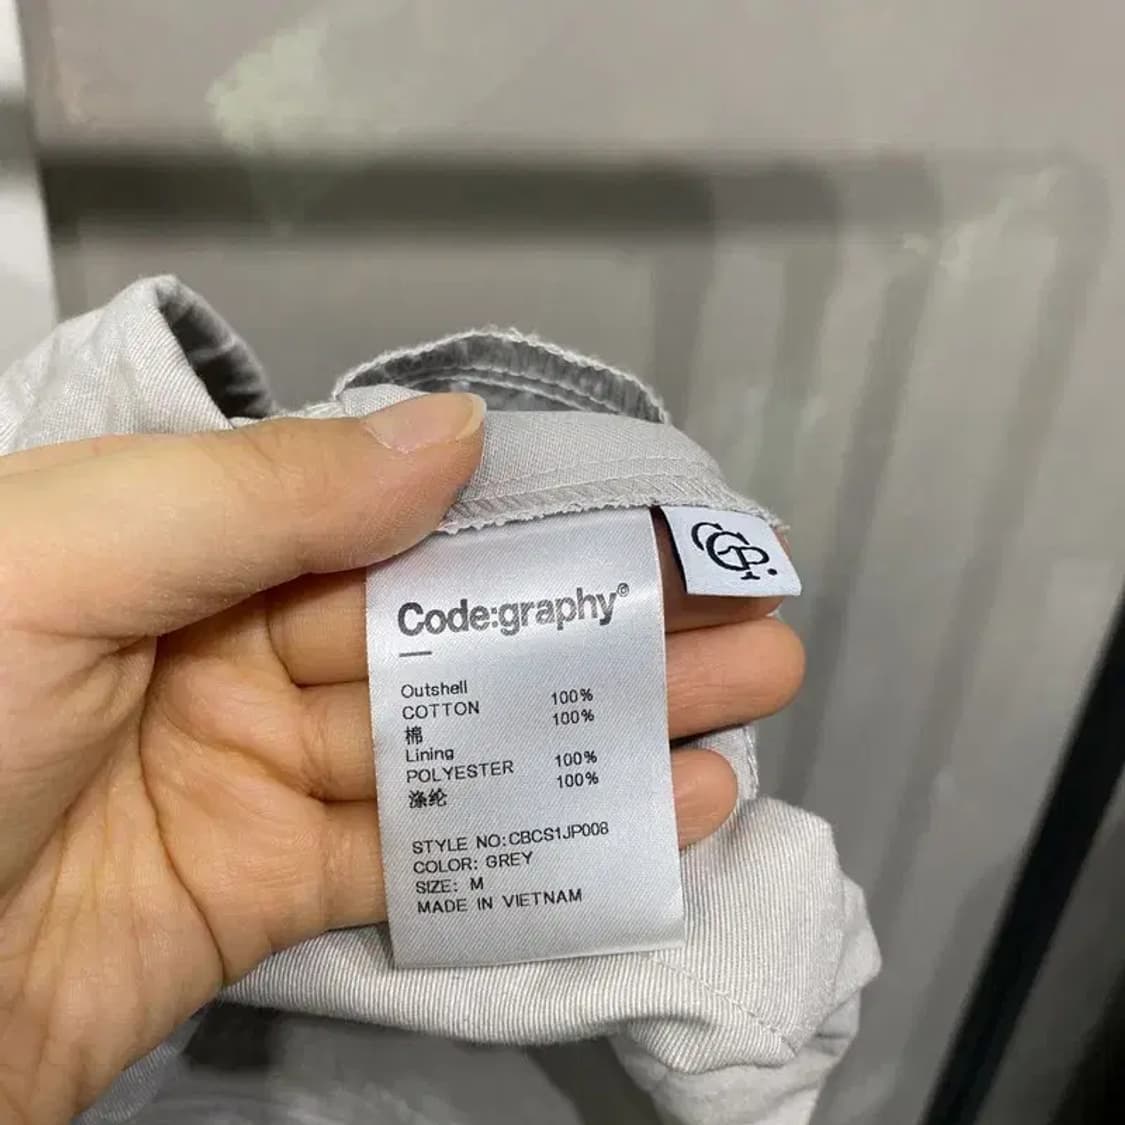 CGP.
Code:graphy©
Outshell 100%
COTTON 100%
棉
Lining 100%
POLYESTER 100%
涤纶
STYLE NO:CBCS1JP008
COLOR: GREY
SIZE: M
MADE IN VIETNAM